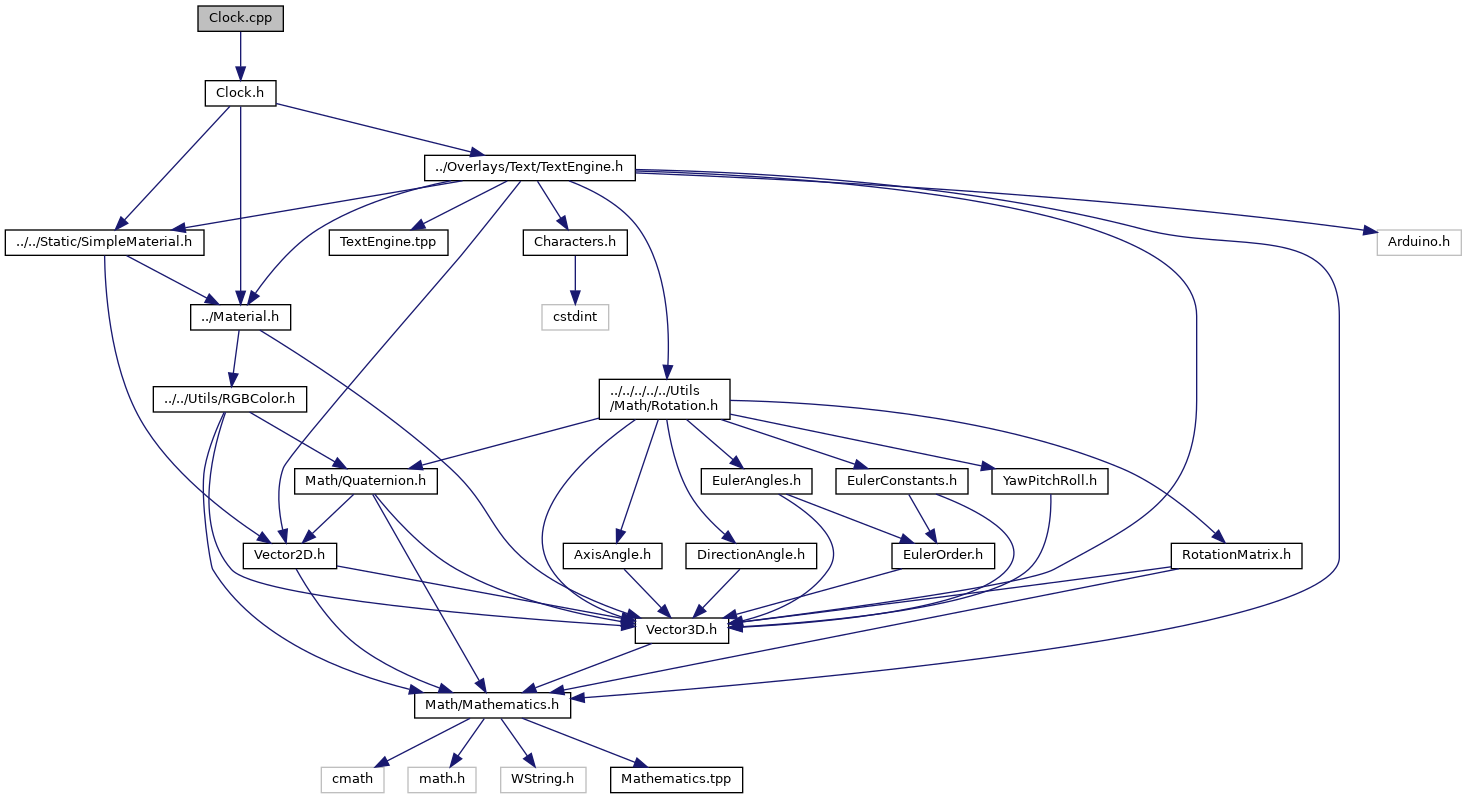 Clock.cpp
Clock.h
../Overlays/Text/TextEngine.h
../../Static/SimpleMaterial.h
TextEngine.tpp
Characters.h
Arduino.h
../Material.h
cstdint
../../Utils/RGBColor.h
../../../../../Utils
/Math/Rotation.h
Math/Quaternion.h
EulerAngles.h
EulerConstants.h
YawPitchRoll.h
Vector2D.h
AxisAngle.h
DirectionAngle.h
EulerOrder.h
RotationMatrix.h
Vector3D.h
Math/Mathematics.h
cmath
math.h
WString.h
Mathematics.tpp